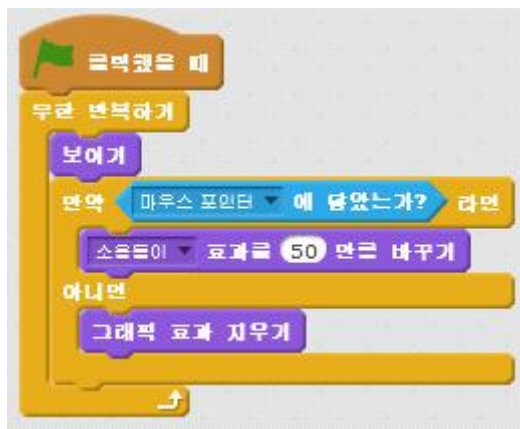 클릭했을 때
무한 반복하기
보이기
만약 마우스 포인터 에 닿았는가? 라면
소용돌이 효과를 50 만큼 바꾸기
아니면
그래픽 효과 지우기